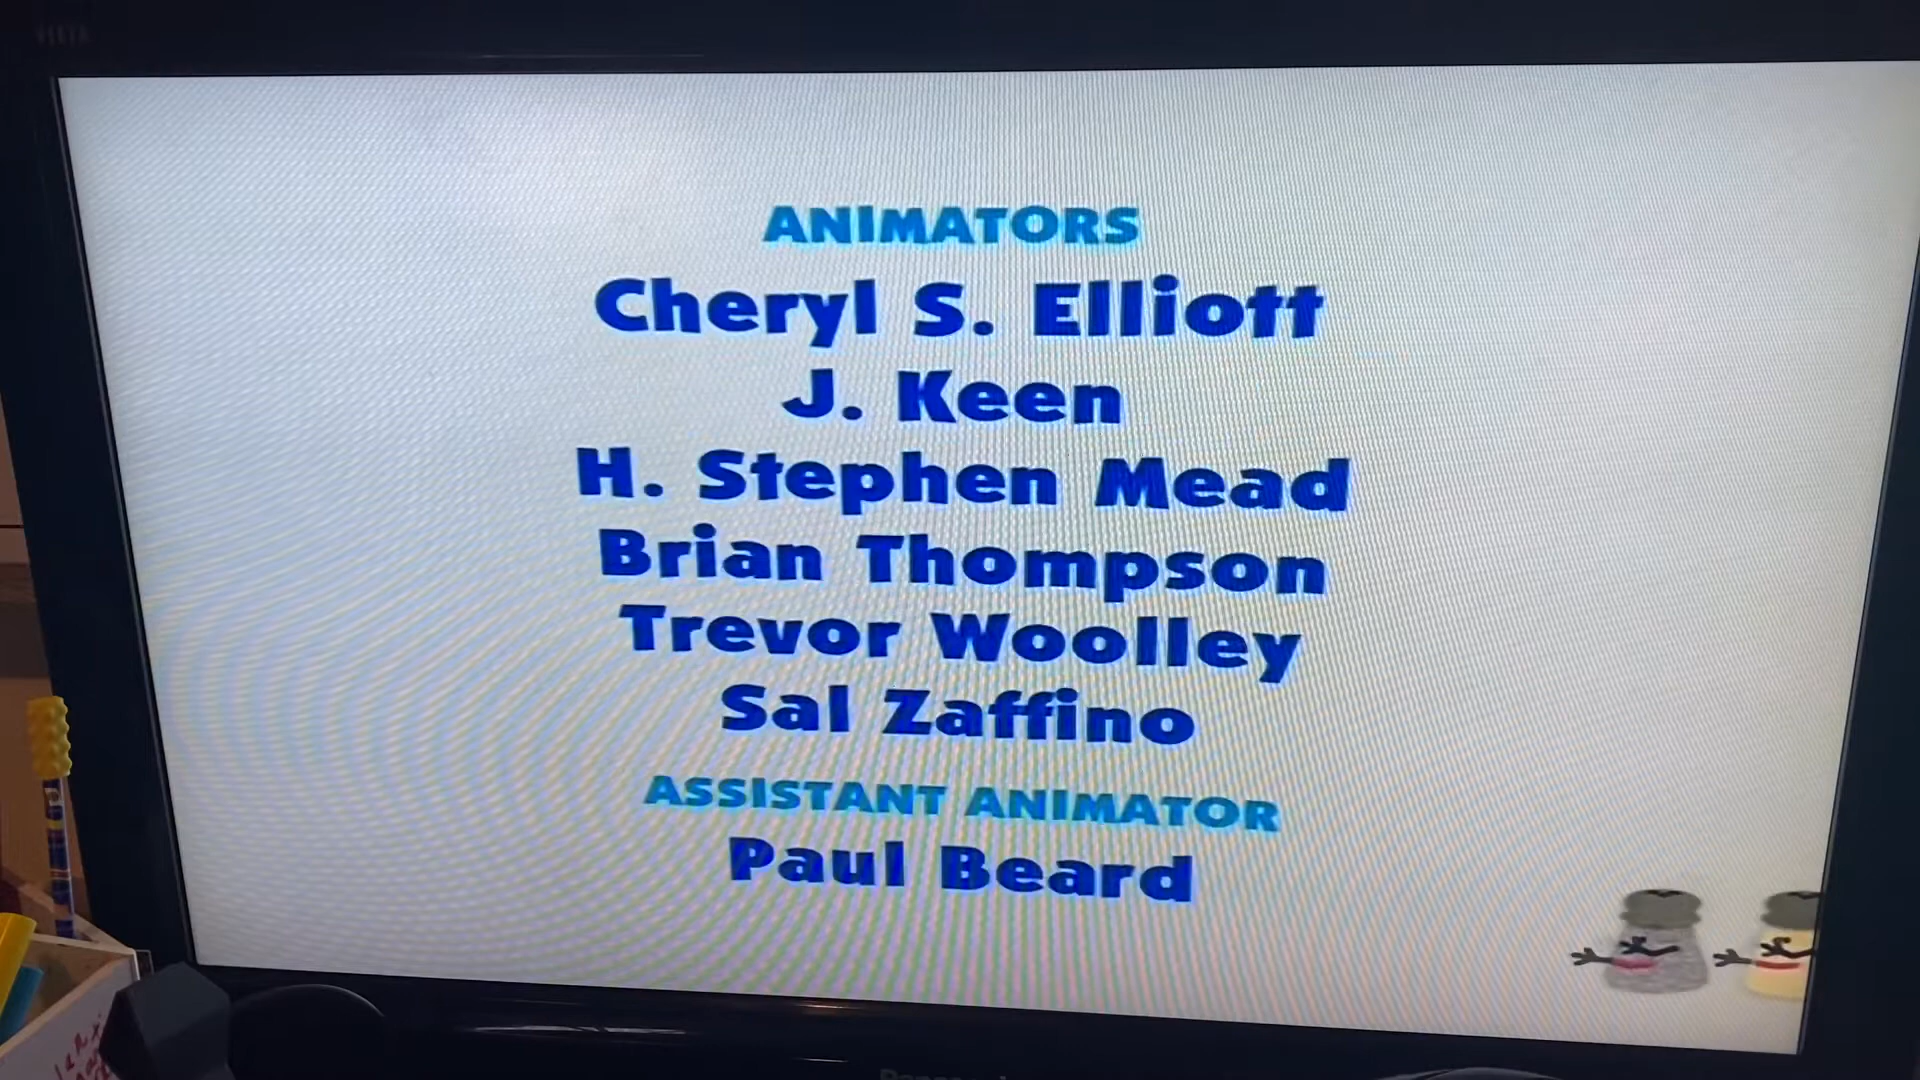 ANIMATORS
Cheryl S. Elliott
J. Keen
H. Stephen Mead
Brian Thompson
Trevor Woolley
Sal Zaffino
ASSISTANT ANIMATOR
Paul Beard